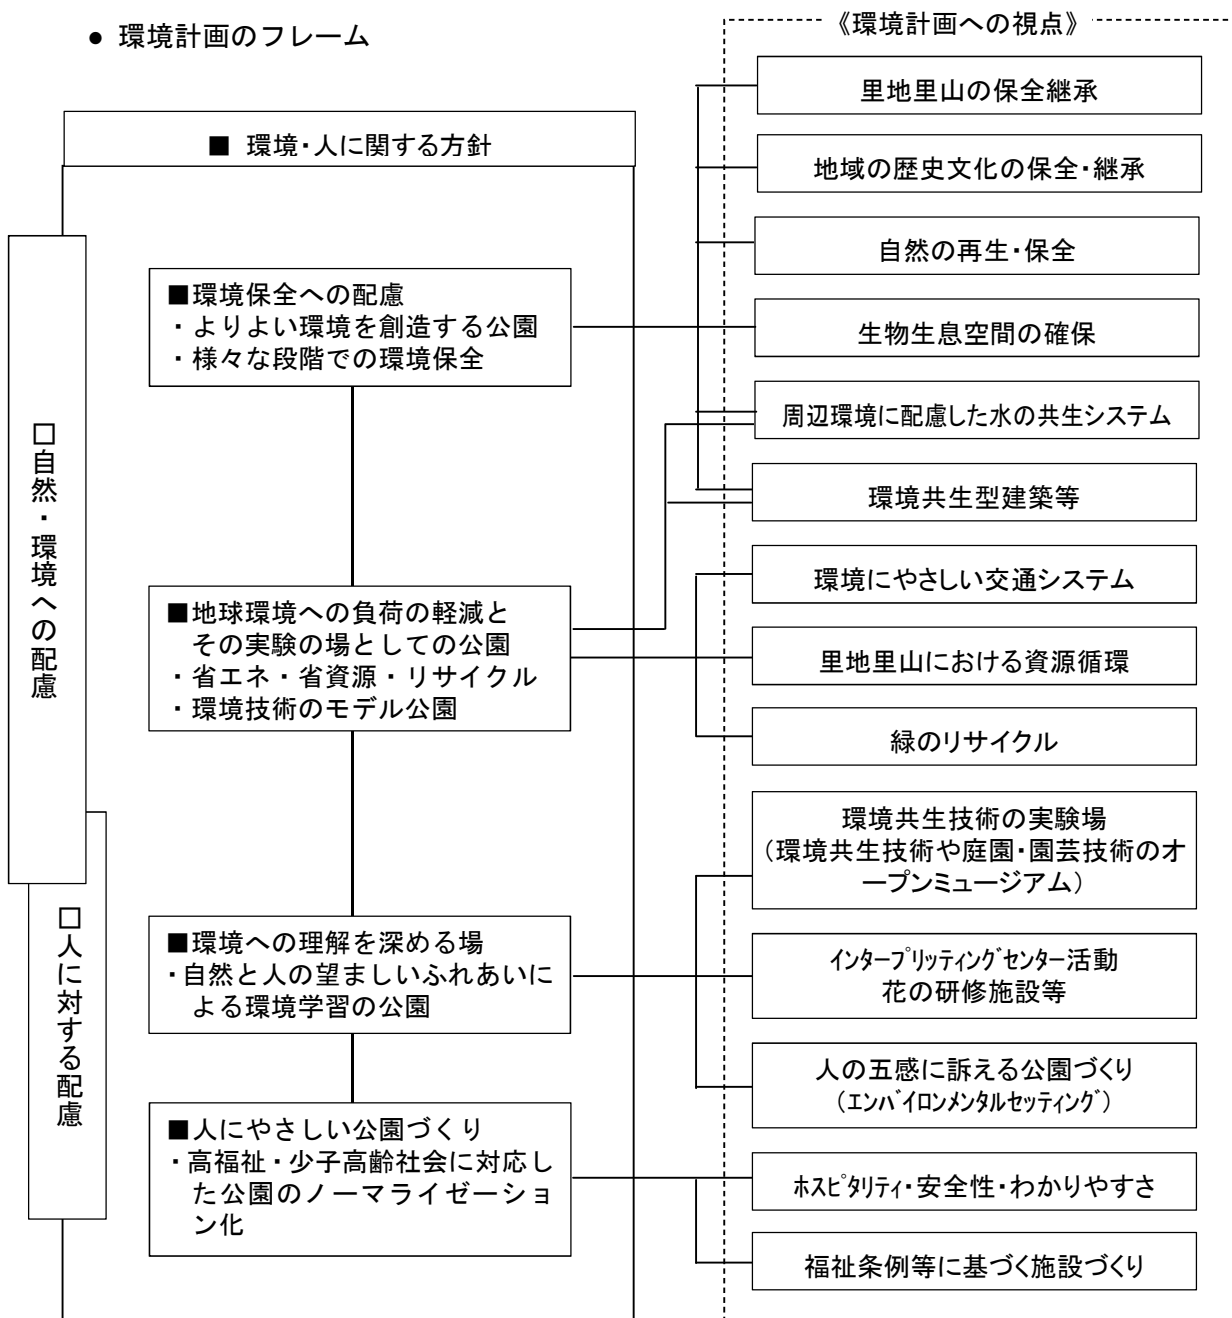 ● 環境計画のフレーム
《環境計画への視点》
■ 環境・人に関する方針
□自然・環境への配慮
□人に対する配慮
■環境保全への配慮
・よりよい環境を創造する公園
・様々な段階での環境保全
■地球環境への負荷の軽減と
その実験の場としての公園
・省エネ・省資源・リサイクル
・環境技術のモデル公園
■環境への理解を深める場
・自然と人の望ましいふれあいに
よる環境学習の公園
■人にやさしい公園づくり
・高福祉・少子高齢社会に対応し
た公園のノーマライゼーショ
ン化
里地里山の保全継承
地域の歴史文化の保全・継承
自然の再生・保全
生物生息空間の確保
周辺環境に配慮した水の共生システム
環境共生型建築等
環境にやさしい交通システム
里地里山における資源循環
緑のリサイクル
環境共生技術の実験場
（環境共生技術や庭園・園芸技術のオ
ープンミュージアム）
ｲﾝﾀｰﾌﾟﾘｯﾃｨﾝｸﾞｾﾝﾀｰ活動
花の研修施設等
人の五感に訴える公園づくり
（ｴﾝﾊﾞｲﾛﾝﾒﾝﾀﾙｾｯﾃｨﾝｸﾞ）
ﾎｽﾋﾟﾀﾘﾃｨ・安全性・わかりやすさ
福祉条例等に基づく施設づくり